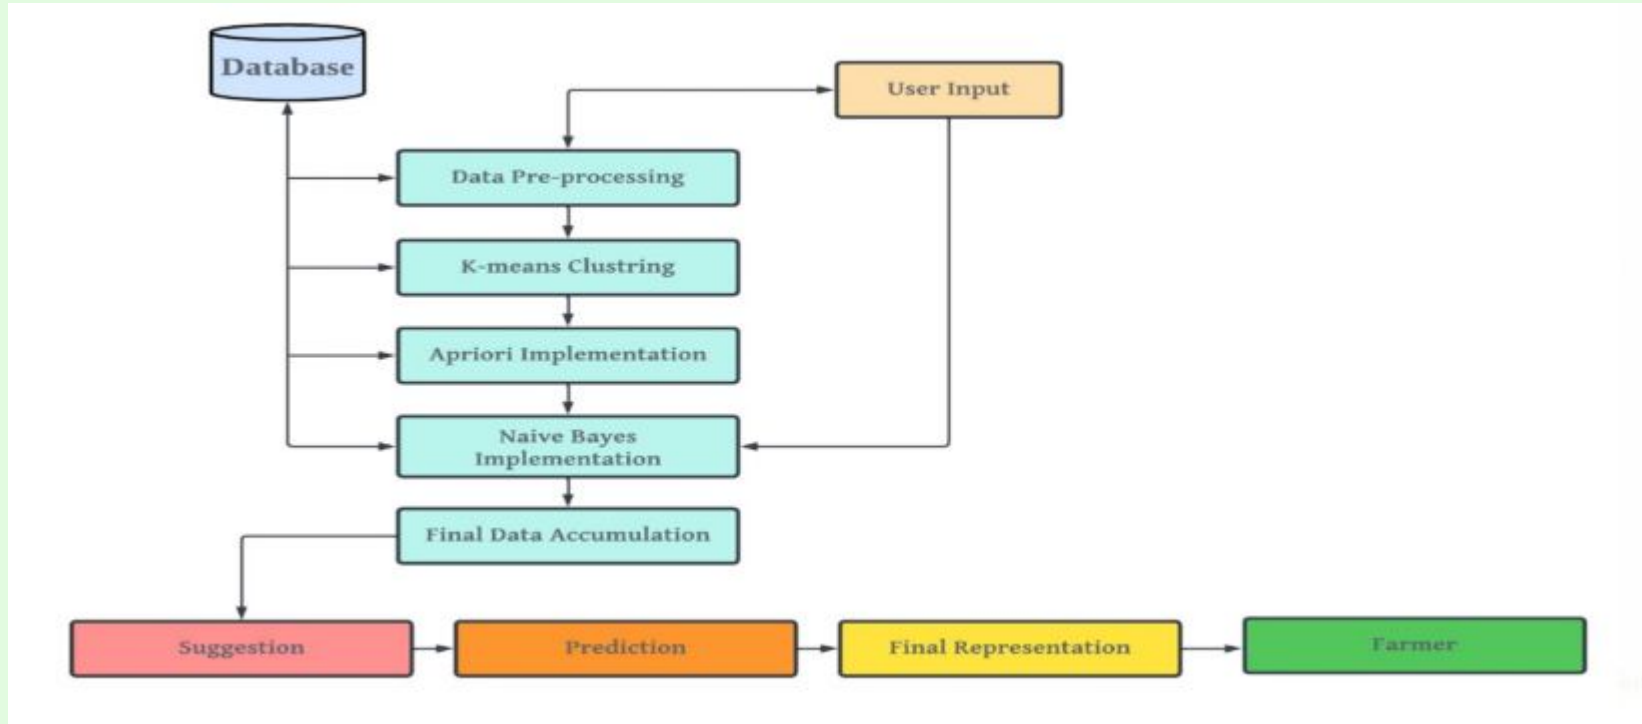 Database
User Input
Data Pre-processing
K-means Clustring
Apriori Implementation
Naive Bayes
Implementation
Final Data Accumulation
Suggestion
Prediction
Final Representation
Farmer